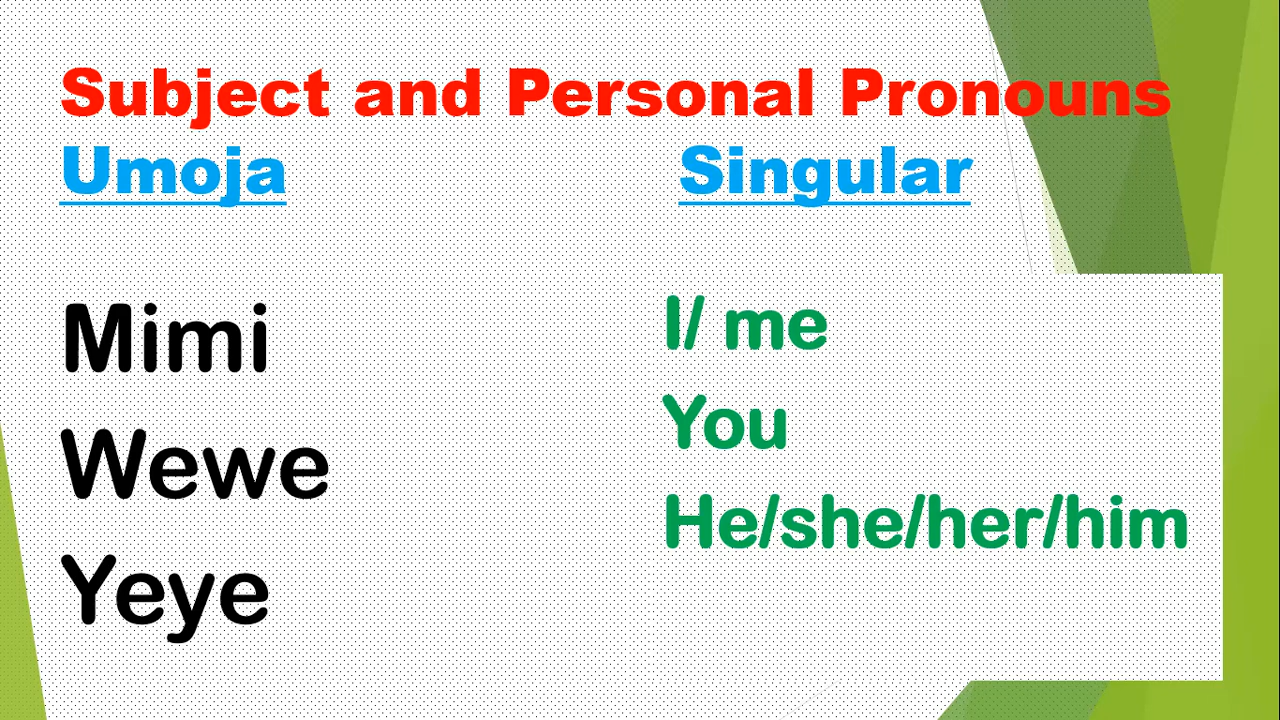 Subject and Personal Pronouns
Umoja Singular
Mimi I/ me
Wewe You
Yeye He/she/her/him